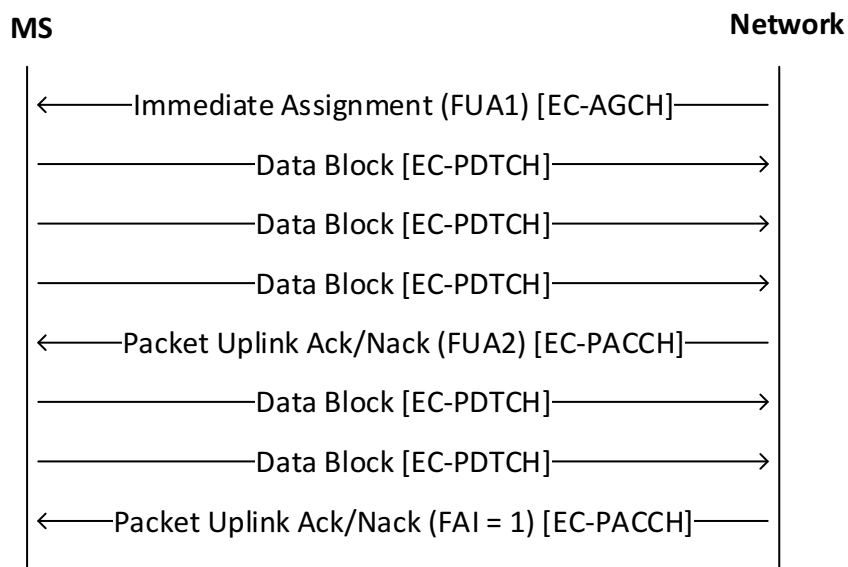 MS
Network
Immediate Assignment (FUA1) [EC-AGCH]
Data Block [EC-PDTCH]
Data Block [EC-PDTCH]
Data Block [EC-PDTCH]
Packet Uplink Ack/Nack (FUA2) [EC-PACCH]
Data Block [EC-PDTCH]
Data Block [EC-PDTCH]
Packet Uplink Ack/Nack (FAI = 1) [EC-PACCH]